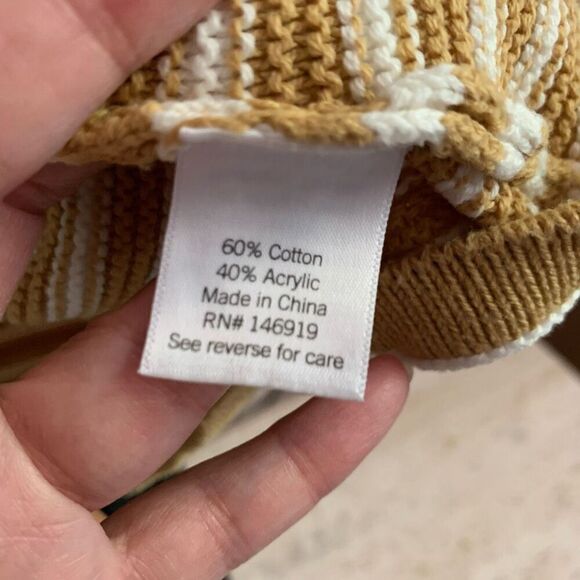 60% Cotton
40% Acrylic
Made in China
RN# 146919
See reverse for care